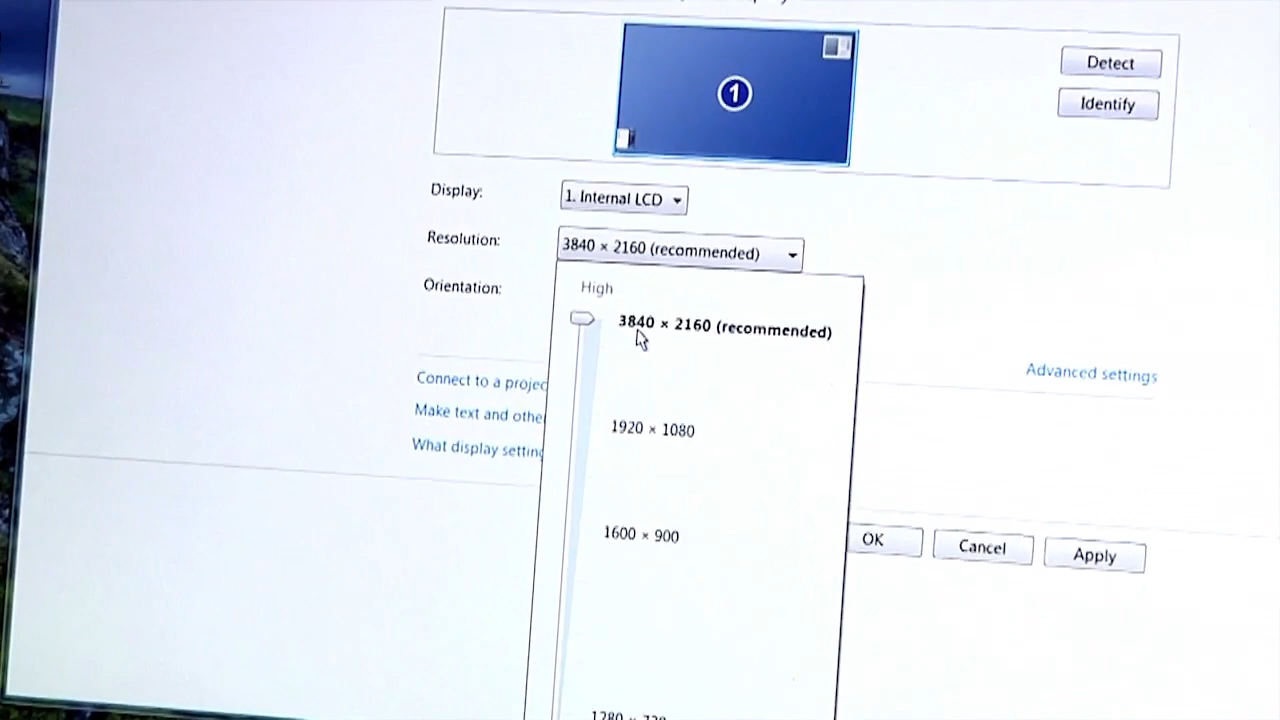 Detect
1
Identify
Display:
1. Internal LCD
Resolution:
3840 × 2160 (recommended)
Orientation:
High
3840 × 2160 (recommended)
Advanced settings
Connect to a projec
Make text and othe
1920 × 1080
What display setting
1600 × 900
OK
Cancel
Apply